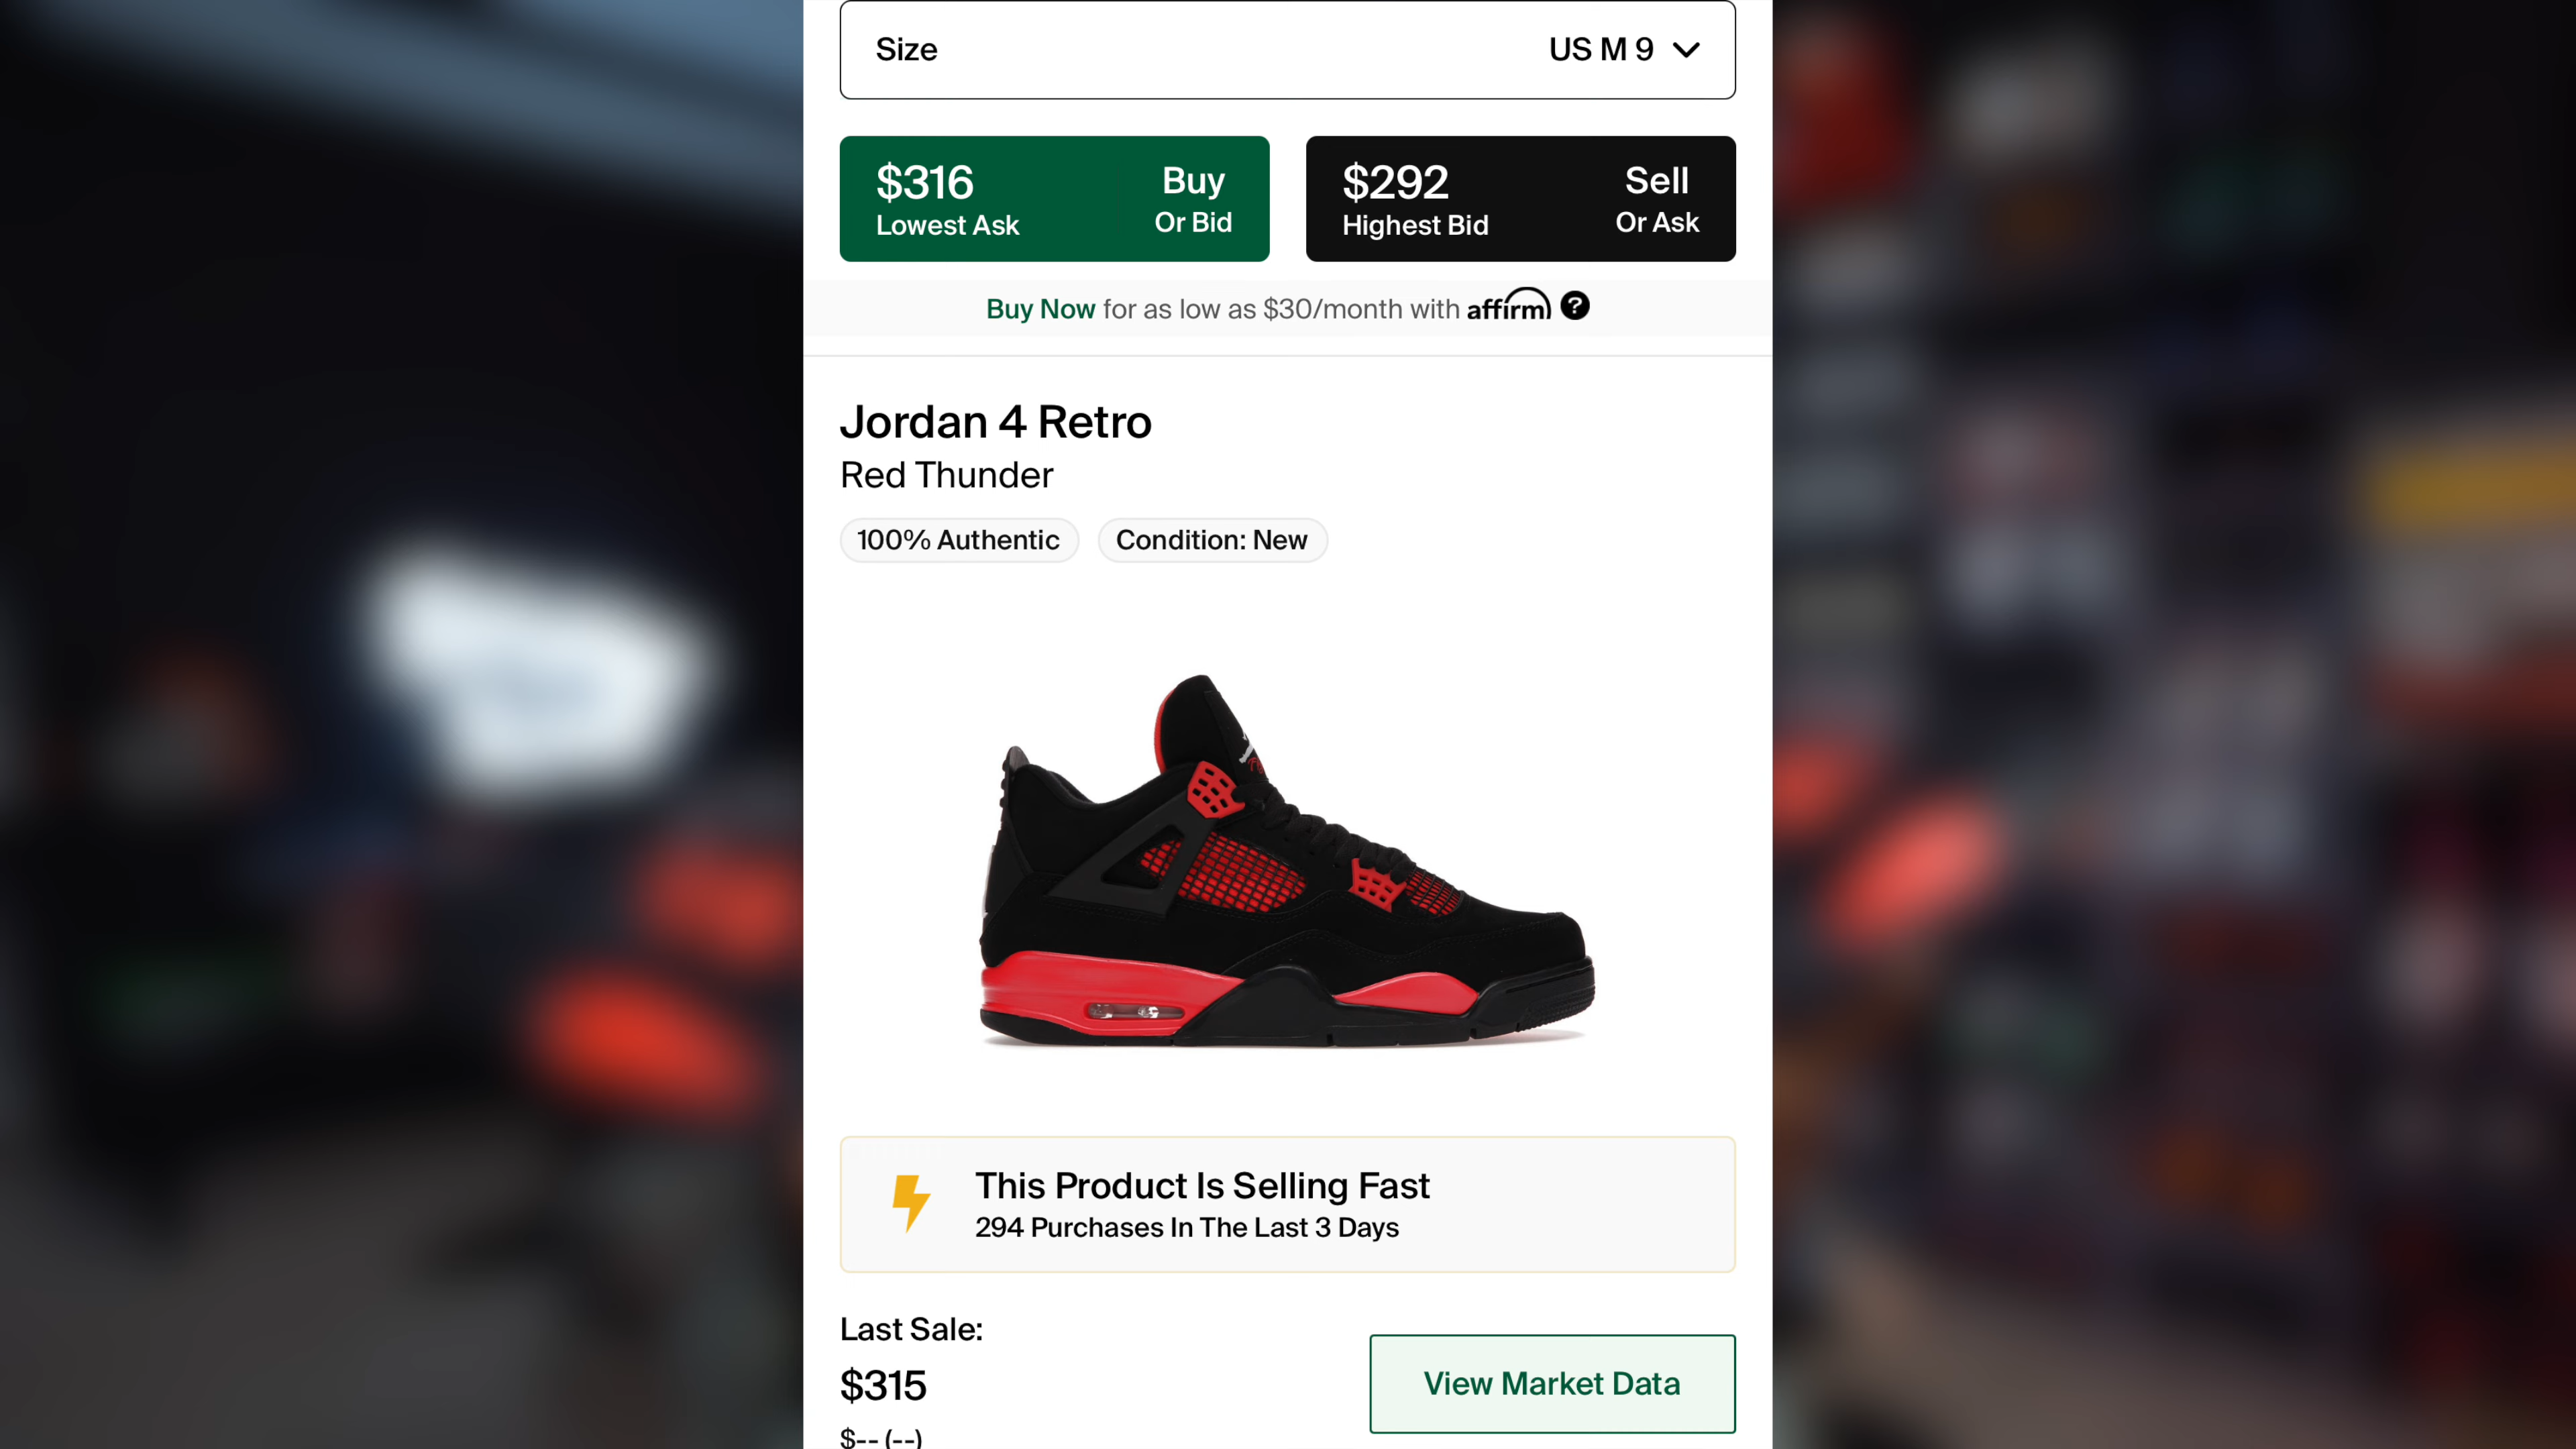 Size
US M 9
$316
Lowest Ask
Buy
Or Bid
$292
Highest Bid
Sell
Or Ask
Buy Now for as low as $30/month with affirm ?
Jordan 4 Retro
Red Thunder
100% Authentic
Condition: New
This Product Is Selling Fast
294 Purchases In The Last 3 Days
Last Sale:
$315
View Market Data
$-- (--)